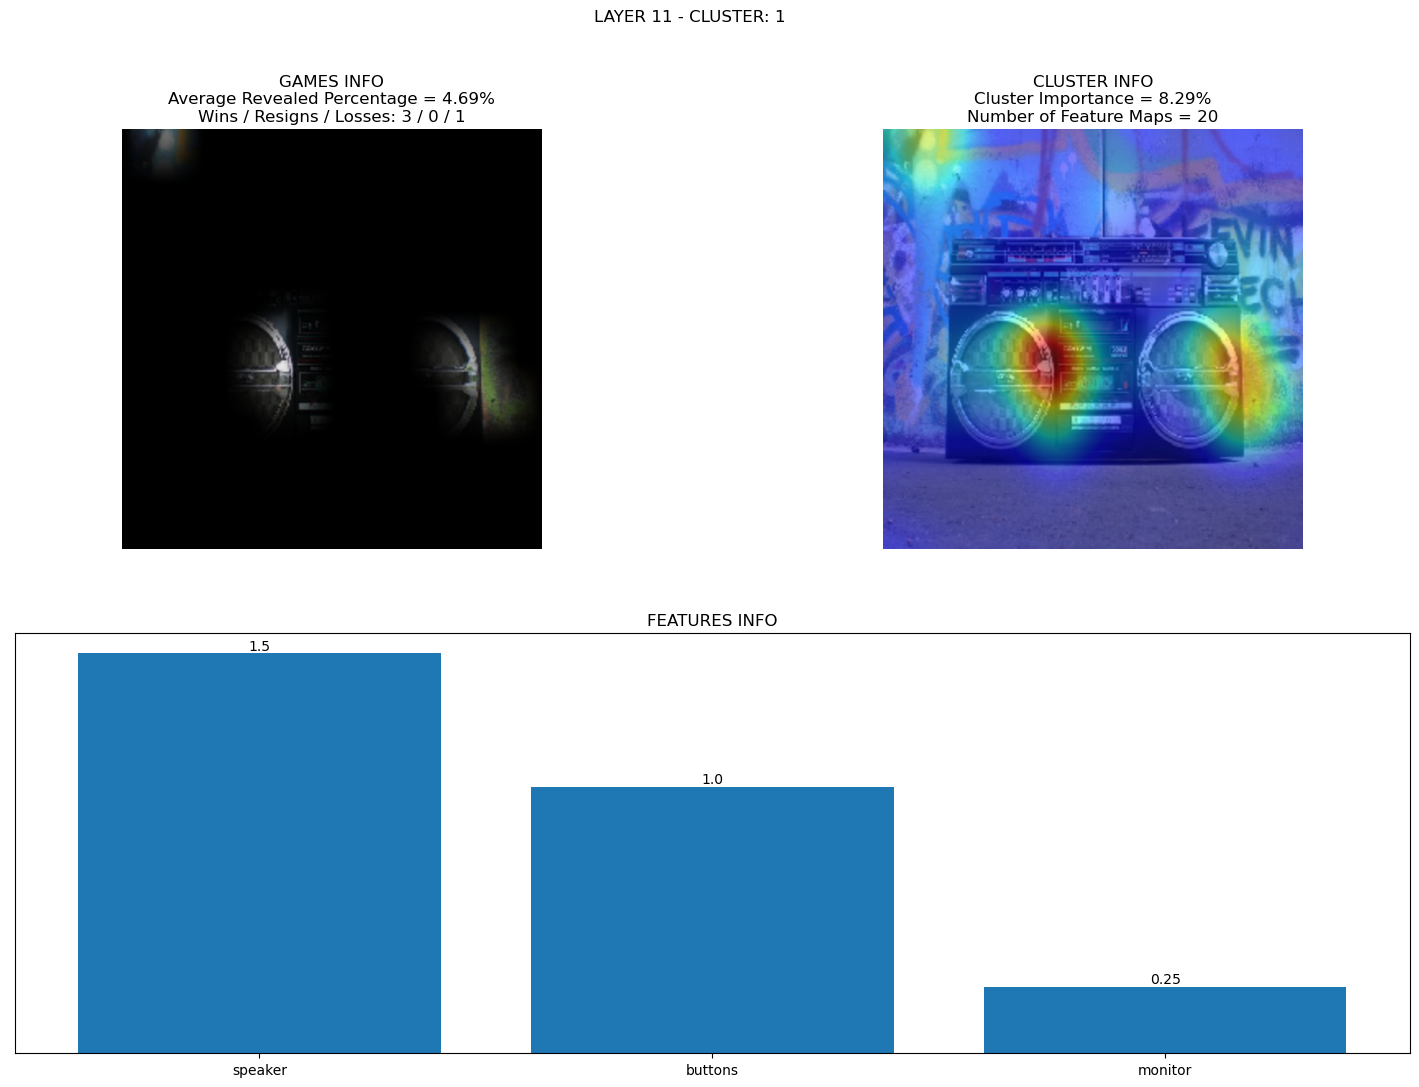 LAYER 11 - CLUSTER: 1
GAMES INFO
Average Revealed Percentage = 4.69%
Wins / Resigns / Losses: 3 / 0 / 1
CLUSTER INFO
Cluster Importance = 8.29%
Number of Feature Maps = 20
EVIN
ECH
FEATURES INFO
1.5
1.0
0.25
speaker
buttons
monitor